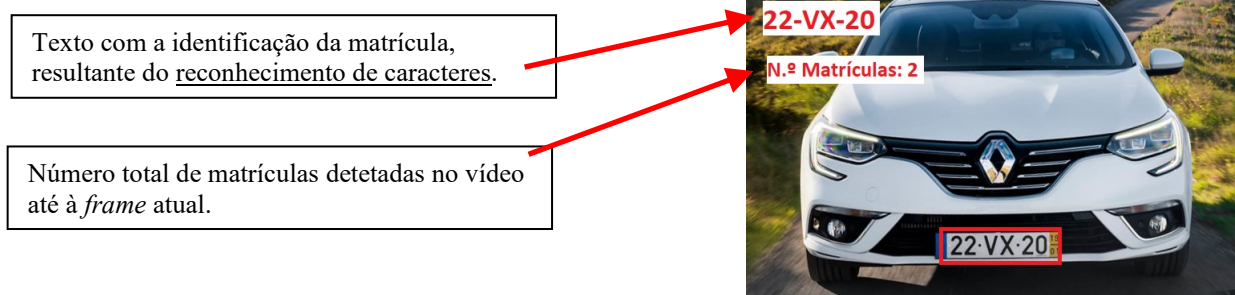 Texto com a identificação da matrícula,
resultante do reconhecimento de caracteres.
Número total de matrículas detetadas no vídeo
até à frame atual.
22-VX-20
N.º Matrículas: 2
22·VX·20